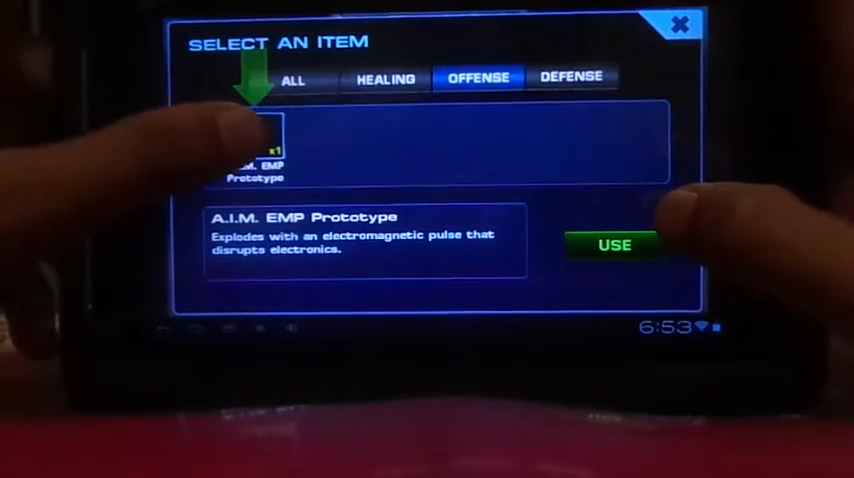 SELECT AN ITEM
ALL HEALING OFFENSE DEFENSE
x1
EMP
Prototype
A.I.M. EMP Prototype
Explodes with an electromagnetic pulse that
disrupts electronics.
USE
6:53